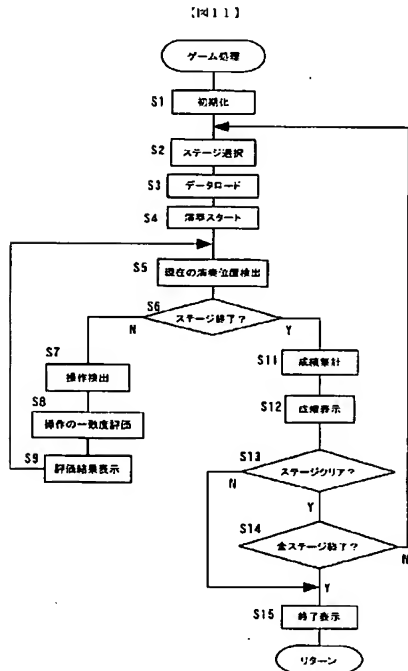 【図11】
ゲーム処理
S1
初期化
S2
ステージ選択
S3
データロード
S4
演奏スタート
S5
現在の演奏位置検出
S6
ステージ終了?
N
Y
S7
操作検出
S8
操作の一致度評価
S9
評価結果表示
S11
成績集計
S12
成績表示
S13
ステージクリア?
N
Y
S14
全ステージ終了?
N
Y
S15
終了表示
リターン